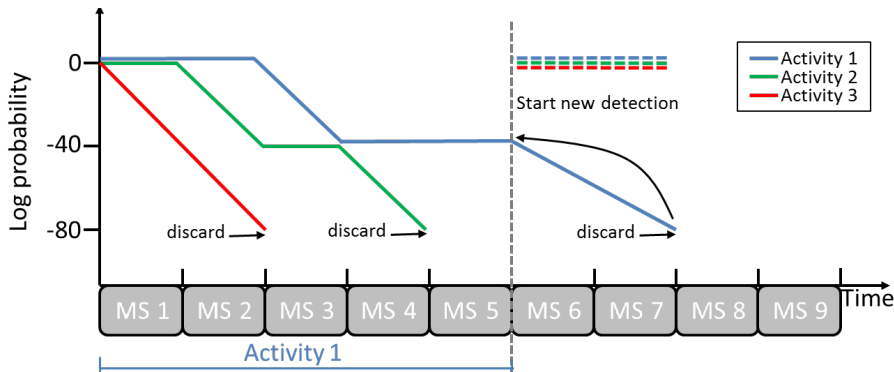 Log probability
0
-40
-80
Activity 1
Activity 2
Activity 3
Start new detection
discard
discard
discard
MS 1
MS 2
MS 3
MS 4
MS 5
MS 6
MS 7
MS 8
MS 9
Time
Activity 1